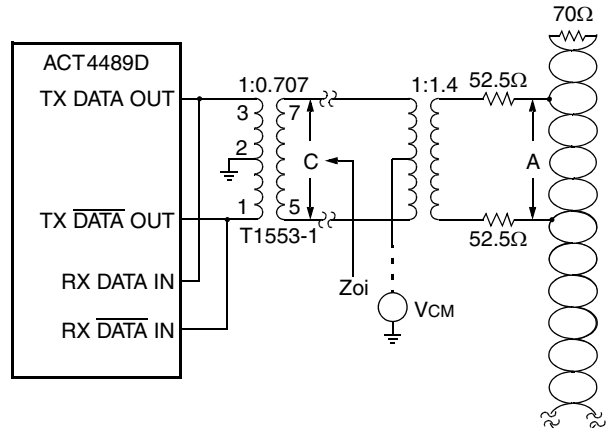 70Ω
ACT4489D
TX DATA OUT
1:0.707
3
7
2
1
5
T1553-1
C
Zoi
1:1.4
52.5Ω
A
52.5Ω
VCM
TX DATA OUT
RX DATA IN
RX DATA IN